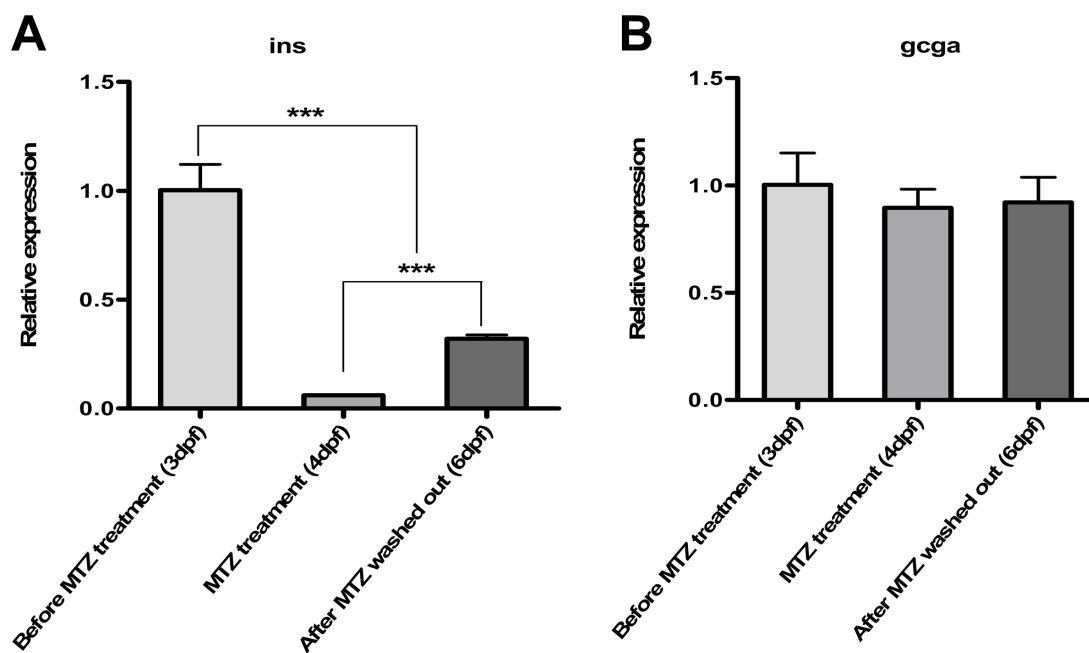 A
ins
Relative expression
1.5
1.0
0.5
0.0
***
***
Before MTZ treatment (3dpf)
MTZ treatment (4dpf)
After MTZ washed out (6dpf)
B
gcga
Relative expression
1.5
1.0
0.5
0.0
Before MTZ treatment (3dpf)
MTZ treatment (4dpf)
After MTZ washed out (6dpf)